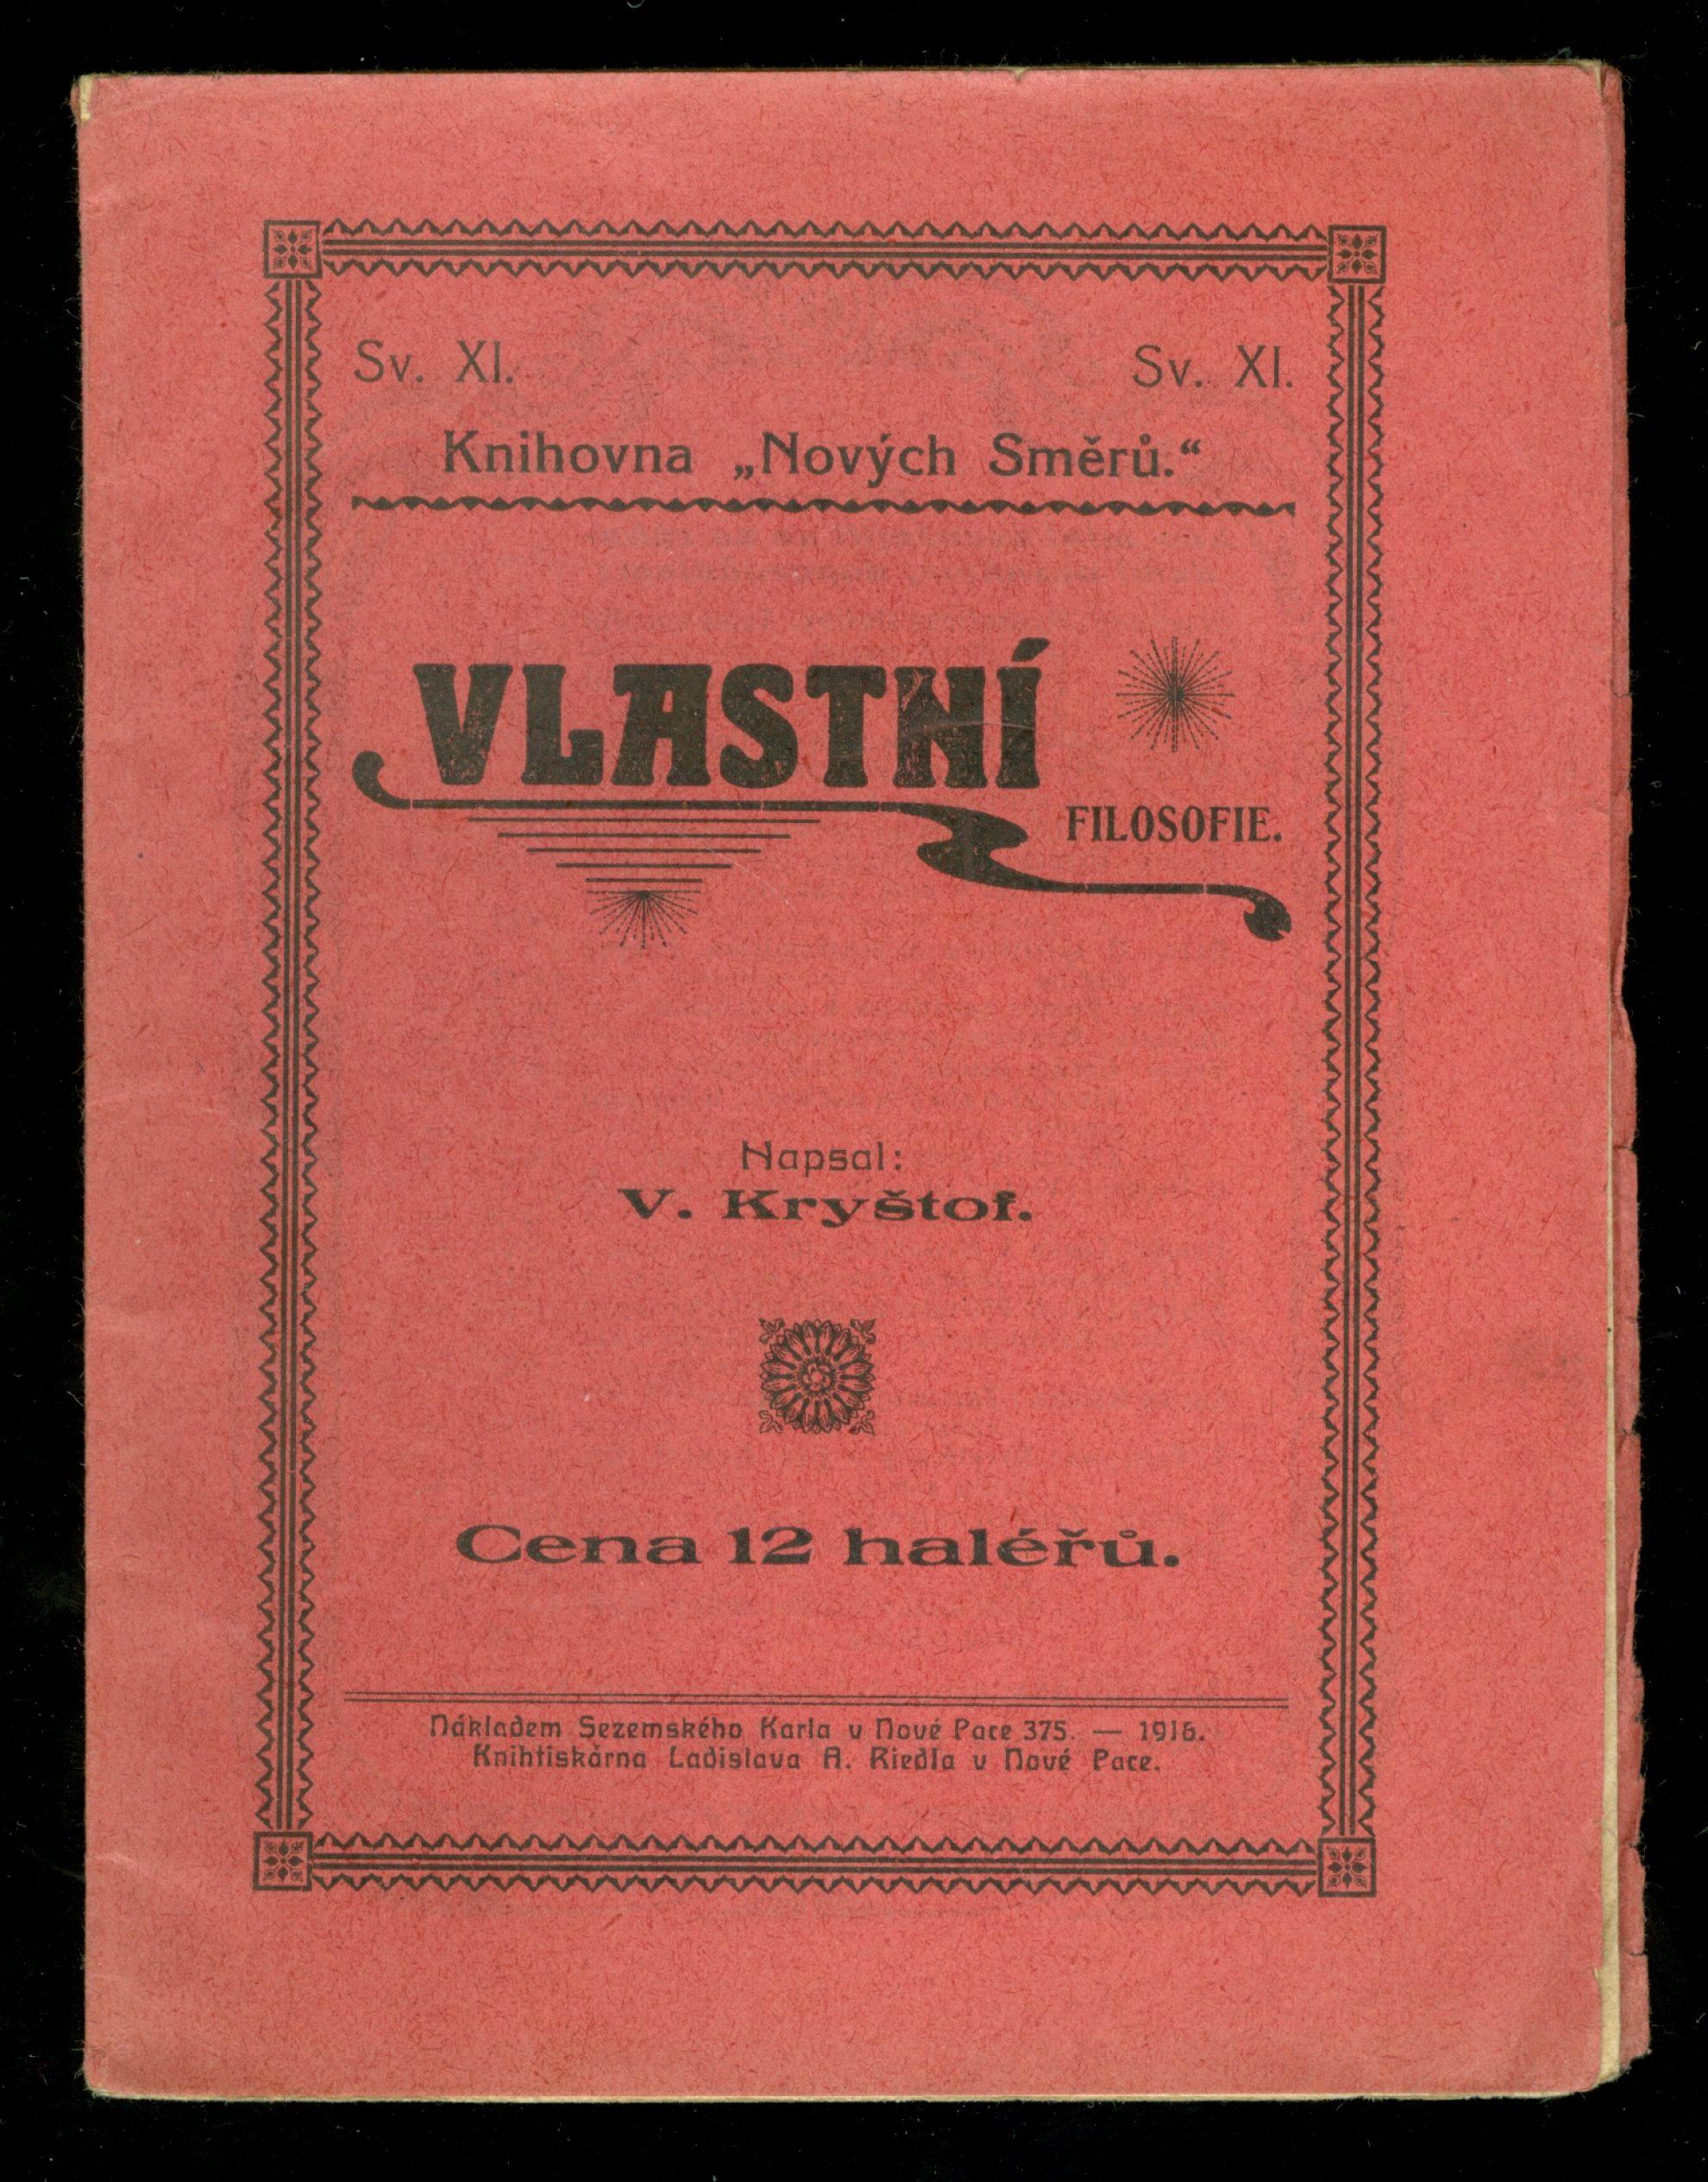 Sv. XI. Sv. XI.
Knihovna „Nových Směrů.“
VLASTNÍ
FILOSOFIE.
Napsal:
V. Kryštof.
Cena 12 haléřů.
Nákladem Sezemského Karla v Nové Pace 375. — 1916.
Knihtiskárna Ladislava A. Riedla v Nové Pace.